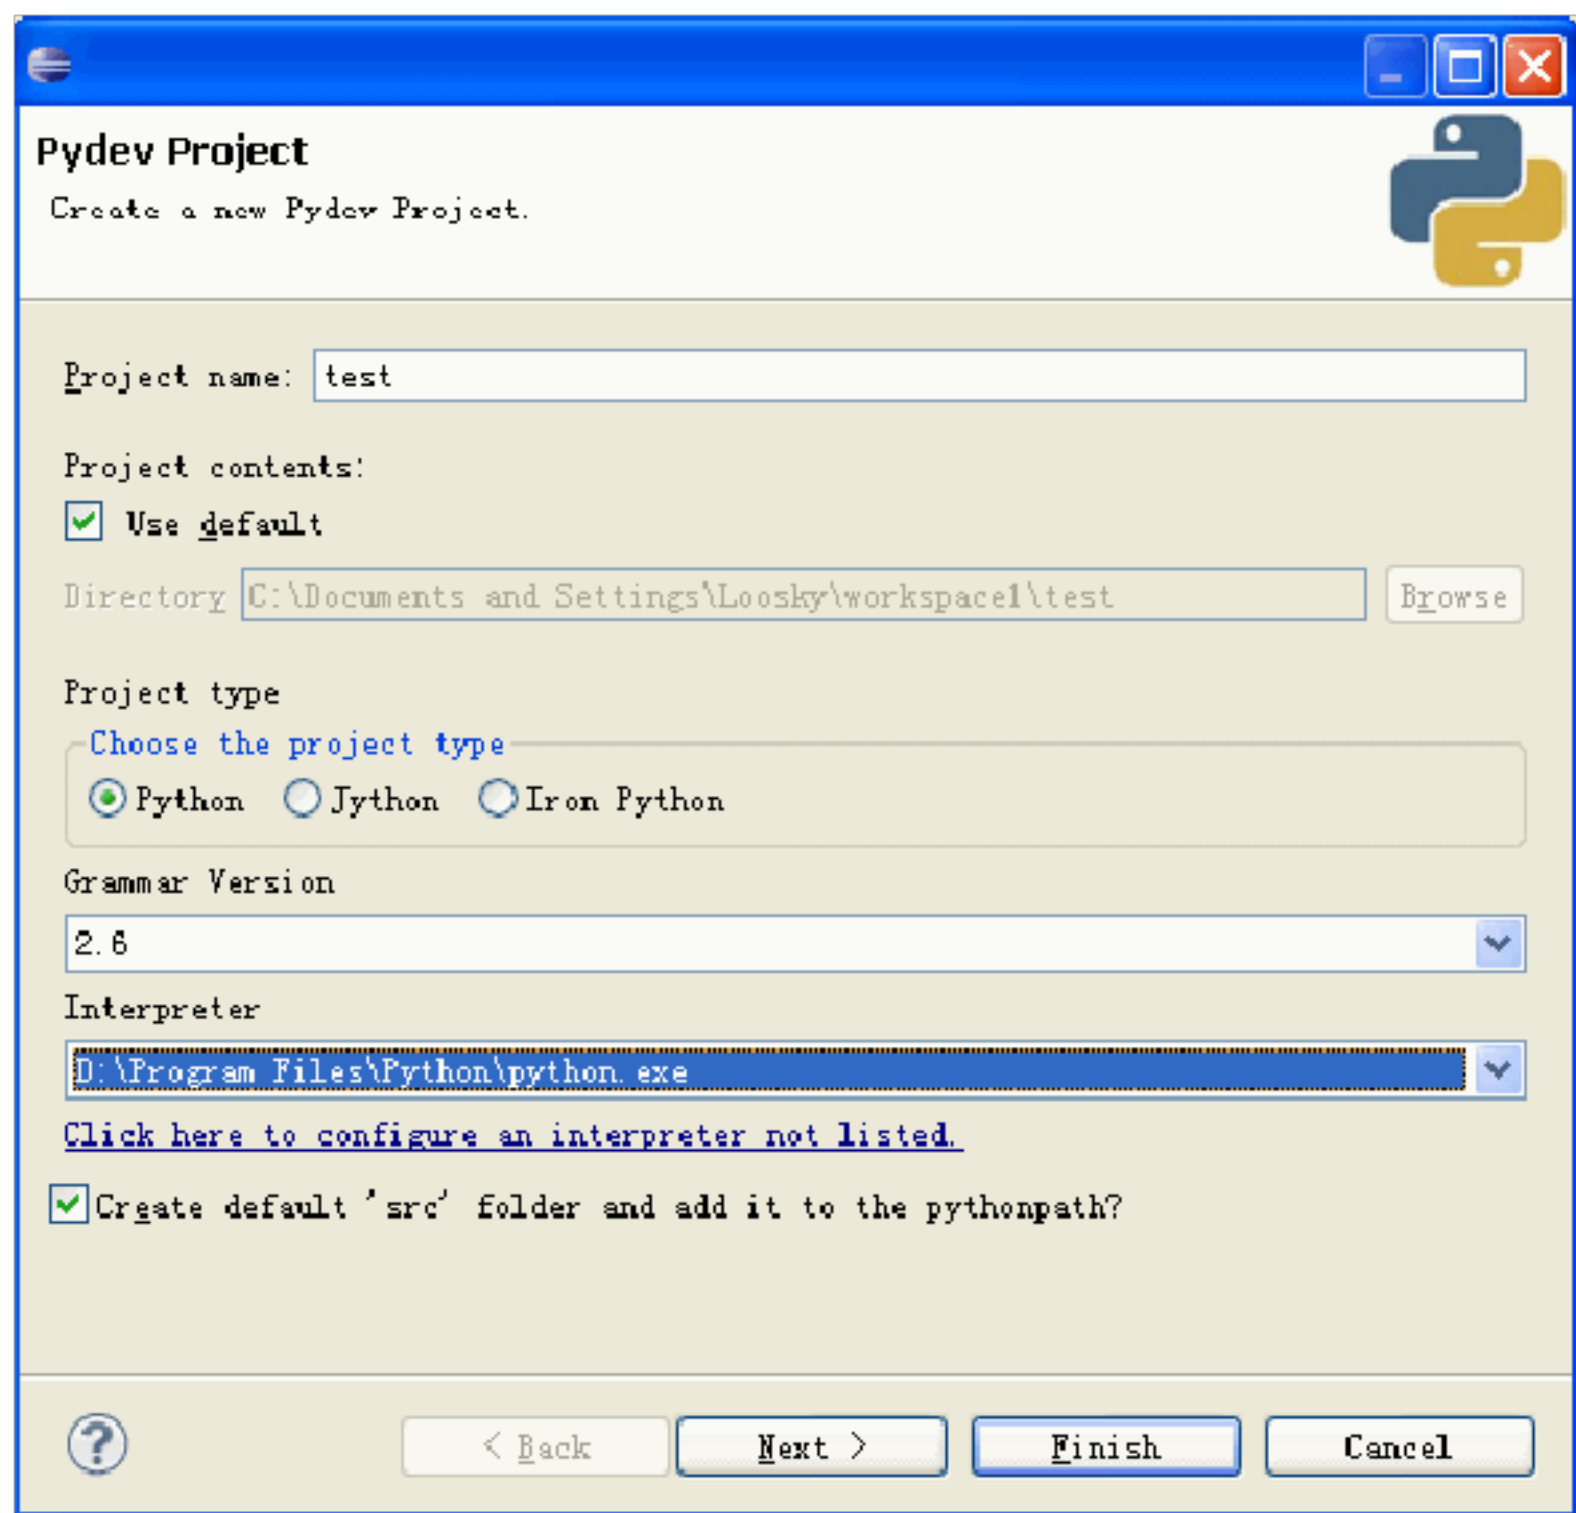 Pydev Project
Create a new Pydev Project.
Project name: test
Project contents:
Use default
Directory C:\Documents and Settings\Loosky\workspace1\test Browse
Project type
Choose the project type
Python Jython Iron Python
Grammar Version
2.6
Interpreter
D:\Program Files\Python\python.exe
Click here to configure an interpreter not listed.
Create default 'src' folder and add it to the pythonpath?
? < Back Next > Finish Cancel